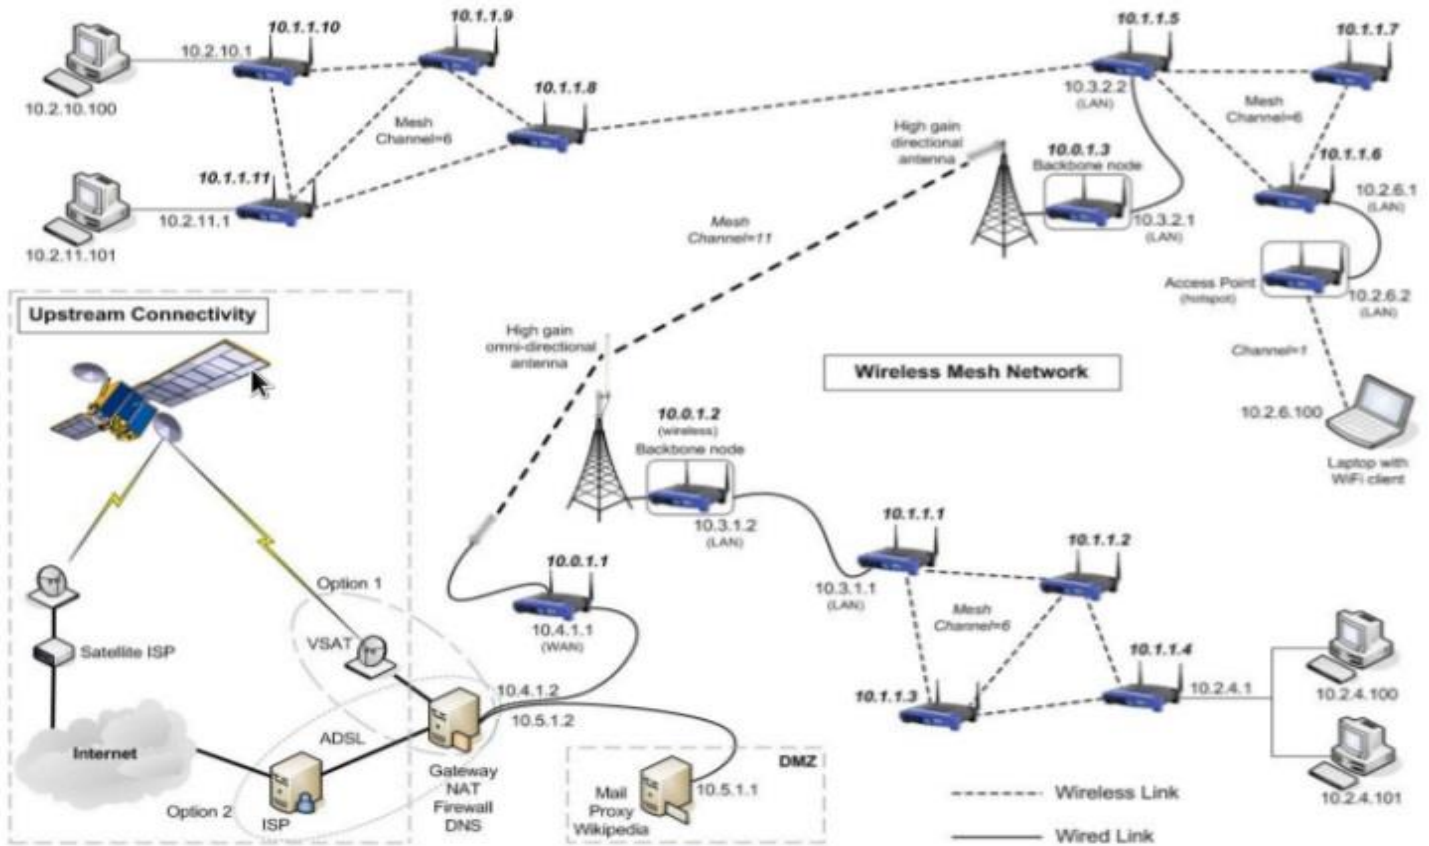 10.1.1.10
10.1.1.9
10.2.10.1
10.2.10.100
10.1.1.8
Mesh
Channel=6
10.1.1.11
10.2.11.1
10.2.11.101
10.1.1.5
10.1.1.7
10.3.2.2
(LAN)
Mesh
Channel=6
High gain
directional
antenna
10.0.1.3
Backbone node
10.3.2.1
(LAN)
10.1.1.6
10.2.6.1
(LAN)
Access Point
(hotspot)
10.2.6.2
(LAN)
Channel=1
10.2.6.100
Laptop with
WiFi client
Mesh
Channel=11
Upstream Connectivity
High gain
omni-directional
antenna
Wireless Mesh Network
10.0.1.2
(wireless)
Backbone node
10.3.1.2
(LAN)
10.1.1.1
10.3.1.1
(LAN)
10.1.1.2
Mesh
Channel=6
10.1.1.3
10.1.1.4
10.2.4.1
10.2.4.100
10.2.4.101
10.0.1.1
10.4.1.1
(WAN)
Option 1
VSAT
Satellite ISP
Internet
ADSL
Option 2
ISP
10.4.1.2
10.5.1.2
Gateway
NAT
Firewall
DNS
DMZ
Mail
Proxy
Wikipedia
10.5.1.1
Wireless Link
Wired Link